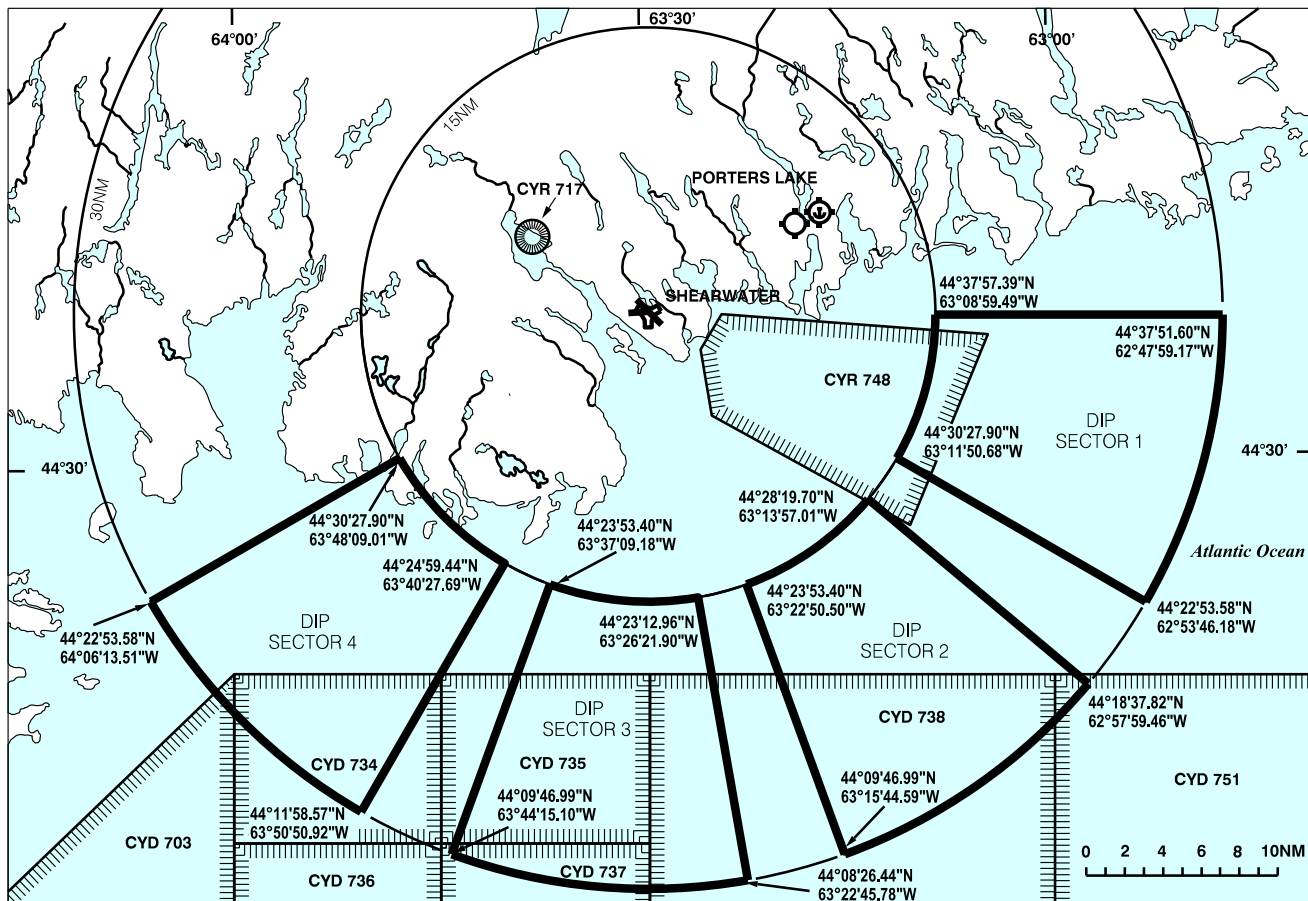 64°00'
63°30'
63°00'
15NM
30NM
CYR 717
PORTERS LAKE
SHEARWATER
44°37'57.39"N
63°08'59.49"W
44°37'51.60"N
62°47'59.17"W
CYR 748
DIP
SECTOR 1
44°30'27.90"N
63°11'50.68"W
44°30'
44°30'
44°28'19.70"N
63°13'57.01"W
44°30'27.90"N
63°48'09.01"W
44°23'53.40"N
63°37'09.18"W
Atlantic Ocean
44°24'59.44"N
63°40'27.69"W
44°23'53.40"N
63°22'50.50"W
44°22'53.58"N
62°53'46.18"W
44°23'12.96"N
63°26'21.90"W
44°22'53.58"N
64°06'13.51"W
DIP
SECTOR 4
DIP
SECTOR 2
44°18'37.82"N
62°57'59.46"W
DIP
SECTOR 3
CYD 738
CYD 734
CYD 735
CYD 751
44°09'46.99"N
63°15'44.59"W
44°09'46.99"N
63°44'15.10"W
44°11'58.57"N
63°50'50.92"W
CYD 703
CYD 736
CYD 737
44°08'26.44"N
63°22'45.78"W
0 2 4 6 8 10NM